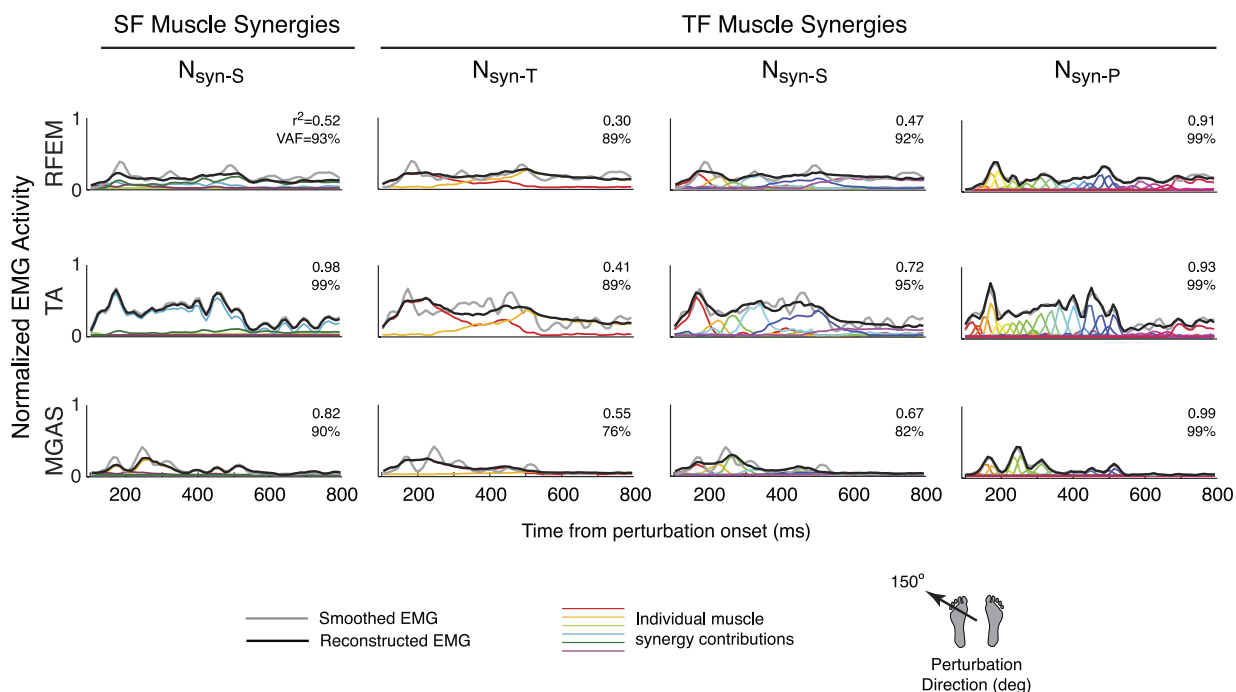 SF Muscle Synergies
TF Muscle Synergies
Nsyn-S
Nsyn-T
Nsyn-S
Nsyn-P
Normalized EMG Activity
RFEM
1
0
r²=0.52
VAF=93%
0.30
89%
0.47
92%
0.91
99%
TA
1
0
0.98
99%
0.41
89%
0.72
95%
0.93
99%
MGAS
1
0
0.82
90%
0.55
76%
0.67
82%
0.99
99%
200 400 600 800
200 400 600 800
200 400 600 800
200 400 600 800
Time from perturbation onset (ms)
Smoothed EMG
Reconstructed EMG
Individual muscle
synergy contributions
150°
Perturbation
Direction (deg)